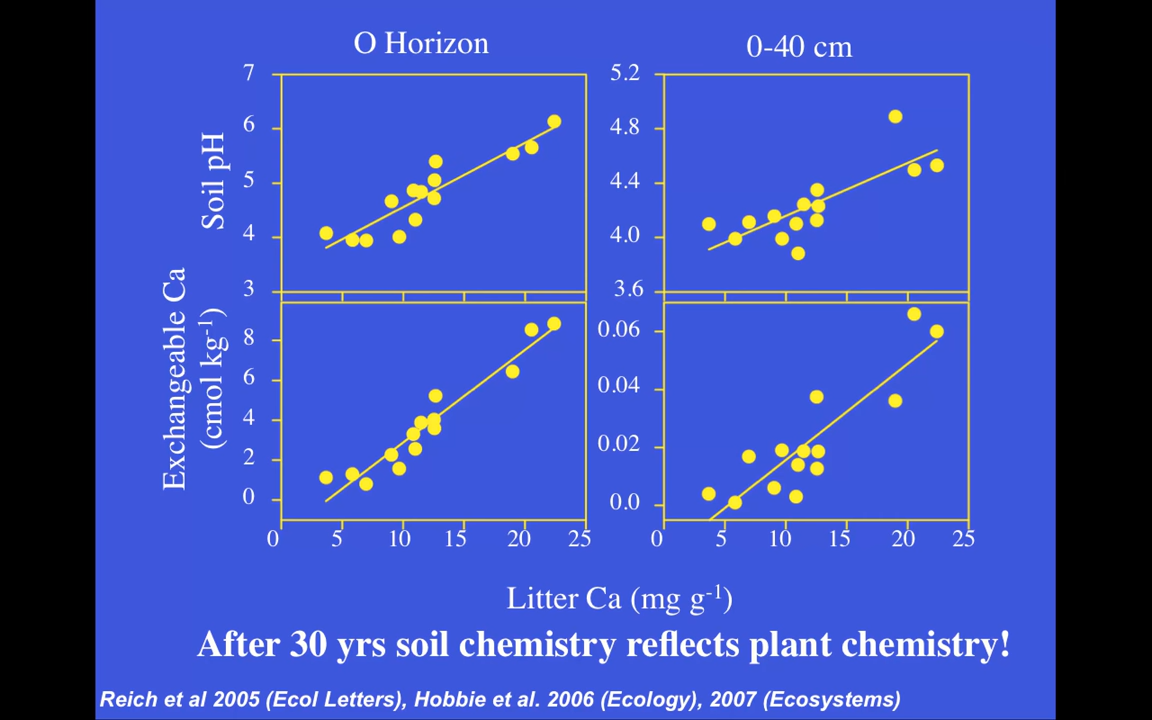 O Horizon
0-40 cm
7
6
5
4
3
Soil pH
5.2
4.8
4.4
4.0
3.6
Exchangeable Ca
(cmol kg-1)
8
6
4
2
0
0.06
0.04
0.02
0.0
0 5 10 15 20 25
0 5 10 15 20 25
Litter Ca (mg g-1)
After 30 yrs soil chemistry reflects plant chemistry!
Reich et al 2005 (Ecol Letters), Hobbie et al. 2006 (Ecology), 2007 (Ecosystems)